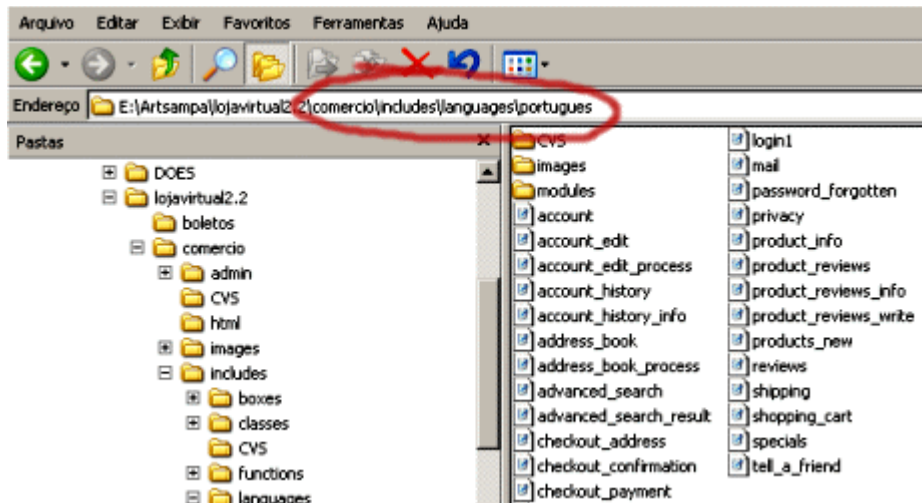 Arquivo Editar Exibir Favoritos Ferramentas Ajuda
Endereço E:\Artsampa\lojavirtual2.2\comercio\includes\languages\portugues
Pastas
DOES
lojavirtual2.2
boletos
comercio
admin
CVS
html
images
includes
boxes
classes
CVS
functions
languages
CVS
images
modules
account
account_edit
account_edit_process
account_history
account_history_info
address_book
address_book_process
advanced_search
advanced_search_result
checkout_address
checkout_confirmation
checkout_payment
login1
mail
password_forgotten
privacy
product_info
product_reviews
product_reviews_info
product_reviews_write
products_new
reviews
shipping
shopping_cart
specials
tell_a_friend